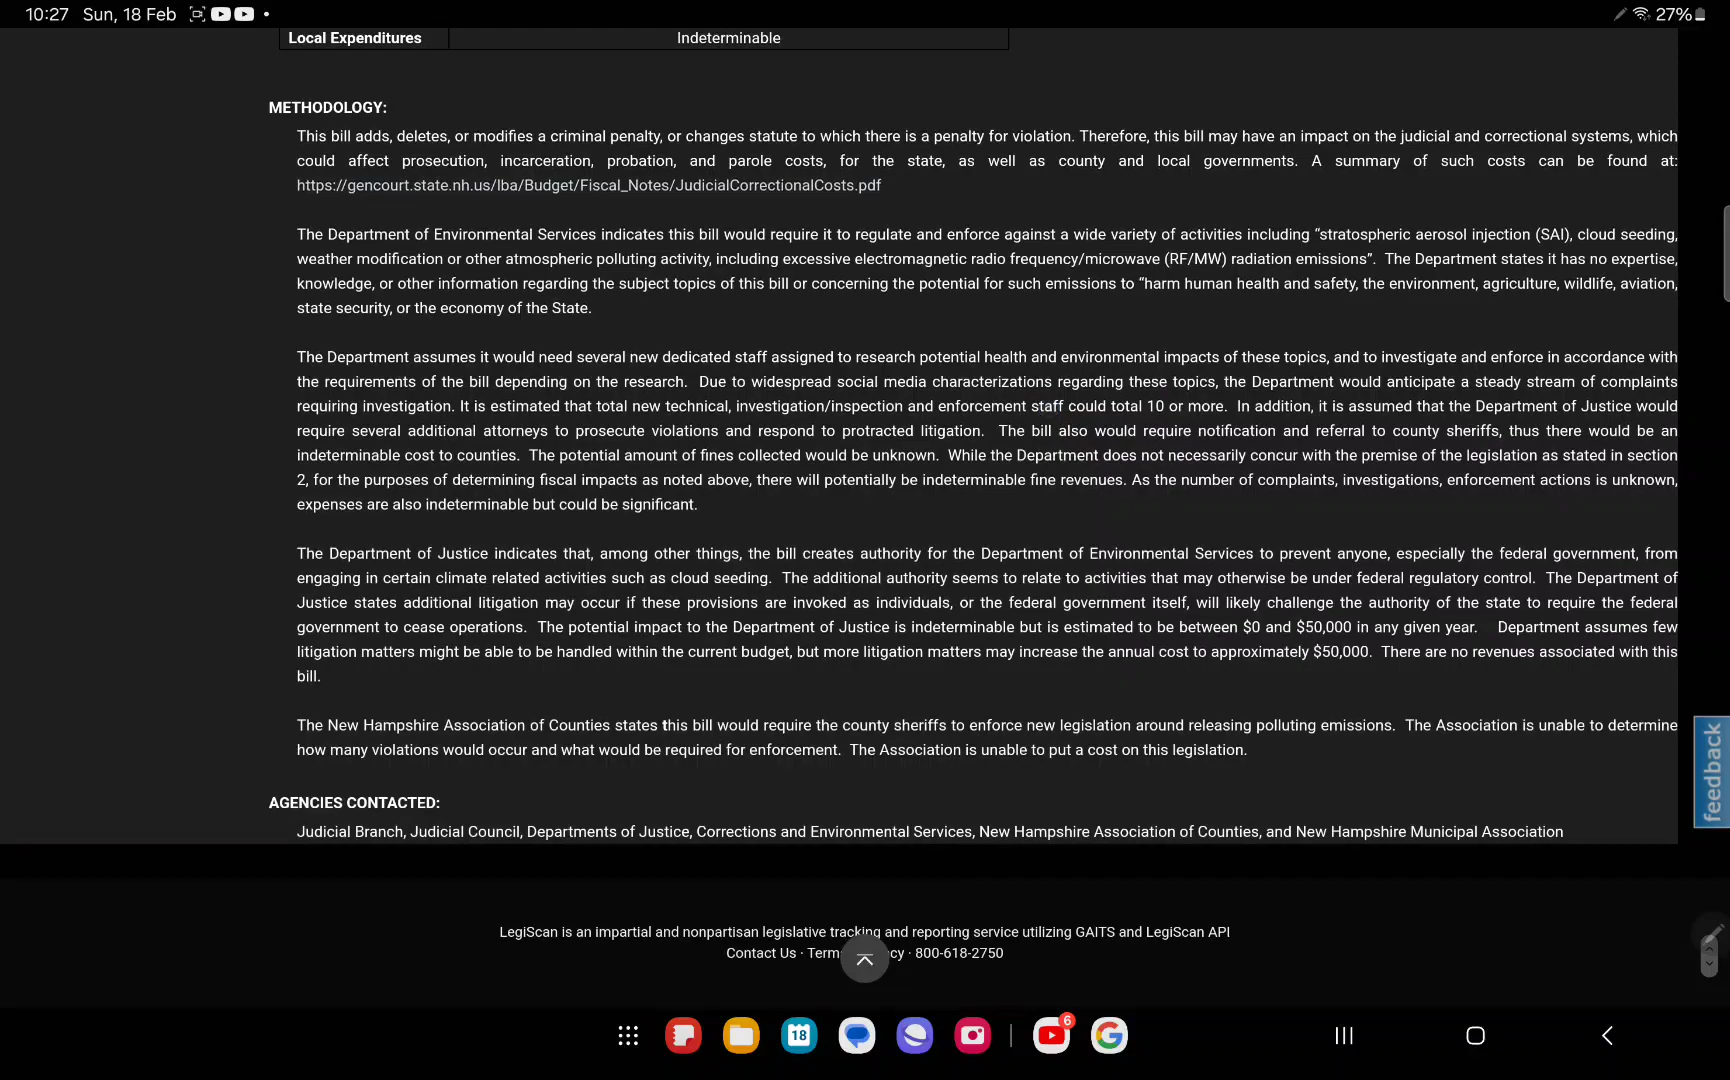 10:27 Sun, 18 Feb
27%
Local Expenditures Indeterminable
METHODOLOGY:
This bill adds, deletes, or modifies a criminal penalty, or changes statute to which there is a penalty for violation. Therefore, this bill may have an impact on the judicial and correctional systems, which
could affect prosecution, incarceration, probation, and parole costs, for the state, as well as county and local governments. A summary of such costs can be found at:
https://gencourt.state.nh.us/lba/Budget/Fiscal_Notes/JudicialCorrectionalCosts.pdf
The Department of Environmental Services indicates this bill would require it to regulate and enforce against a wide variety of activities including “stratospheric aerosol injection (SAI), cloud seeding,
weather modification or other atmospheric polluting activity, including excessive electromagnetic radio frequency/microwave (RF/MW) radiation emissions”. The Department states it has no expertise,
knowledge, or other information regarding the subject topics of this bill or concerning the potential for such emissions to “harm human health and safety, the environment, agriculture, wildlife, aviation,
state security, or the economy of the State.
The Department assumes it would need several new dedicated staff assigned to research potential health and environmental impacts of these topics, and to investigate and enforce in accordance with
the requirements of the bill depending on the research. Due to widespread social media characterizations regarding these topics, the Department would anticipate a steady stream of complaints
requiring investigation. It is estimated that total new technical, investigation/inspection and enforcement staff could total 10 or more. In addition, it is assumed that the Department of Justice would
require several additional attorneys to prosecute violations and respond to protracted litigation. The bill also would require notification and referral to county sheriffs, thus there would be an
indeterminable cost to counties. The potential amount of fines collected would be unknown. While the Department does not necessarily concur with the premise of the legislation as stated in section
2, for the purposes of determining fiscal impacts as noted above, there will potentially be indeterminable fine revenues. As the number of complaints, investigations, enforcement actions is unknown,
expenses are also indeterminable but could be significant.
The Department of Justice indicates that, among other things, the bill creates authority for the Department of Environmental Services to prevent anyone, especially the federal government, from
engaging in certain climate related activities such as cloud seeding. The additional authority seems to relate to activities that may otherwise be under federal regulatory control. The Department of
Justice states additional litigation may occur if these provisions are invoked as individuals, or the federal government itself, will likely challenge the authority of the state to require the federal
government to cease operations. The potential impact to the Department of Justice is indeterminable but is estimated to be between $0 and $50,000 in any given year. Department assumes few
litigation matters might be able to be handled within the current budget, but more litigation matters may increase the annual cost to approximately $50,000. There are no revenues associated with this
bill.
The New Hampshire Association of Counties states this bill would require the county sheriffs to enforce new legislation around releasing polluting emissions. The Association is unable to determine
how many violations would occur and what would be required for enforcement. The Association is unable to put a cost on this legislation.
feedback
AGENCIES CONTACTED:
Judicial Branch, Judicial Council, Departments of Justice, Corrections and Environmental Services, New Hampshire Association of Counties, and New Hampshire Municipal Association
LegiScan is an impartial and nonpartisan legislative tracking and reporting service utilizing GAITS and LegiScan API
Contact Us · Term cy · 800-618-2750
18
6